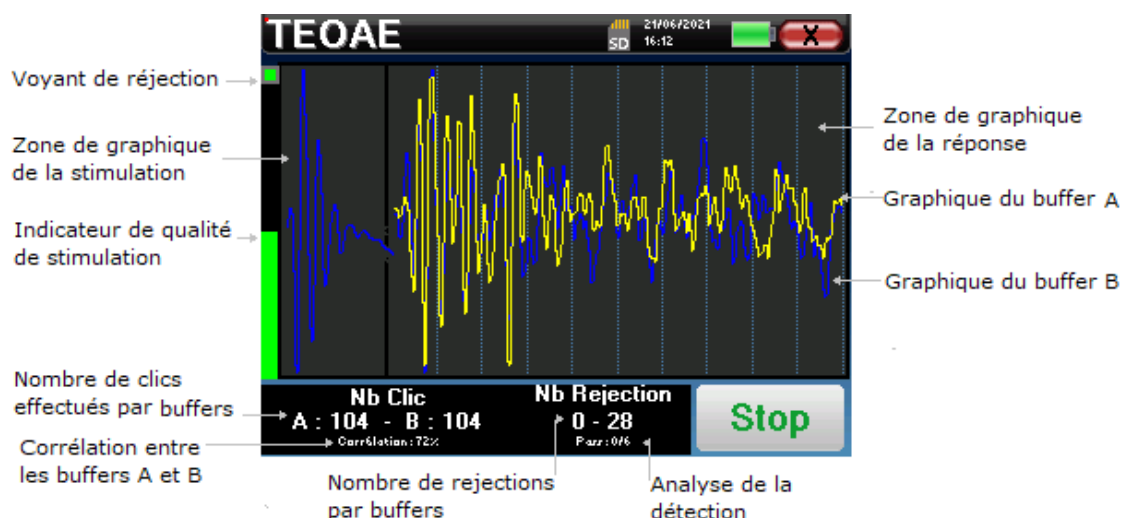 TEOAE
SD
21/06/2021
16:12
X
Voyant de réjection
Zone de graphique
de la stimulation
Indicateur de qualité
de stimulation
Nombre de clics
effectués par buffers
Corrélation entre
les buffers A et B
Zone de graphique
de la réponse
Graphique du buffer A
Graphique du buffer B
Nb Clic
A : 104 - B : 104
Corrélation : 72%
Nb Rejection
0 - 28
Pass : 0/6
Stop
Nombre de rejections
par buffers
Analyse de la
détection